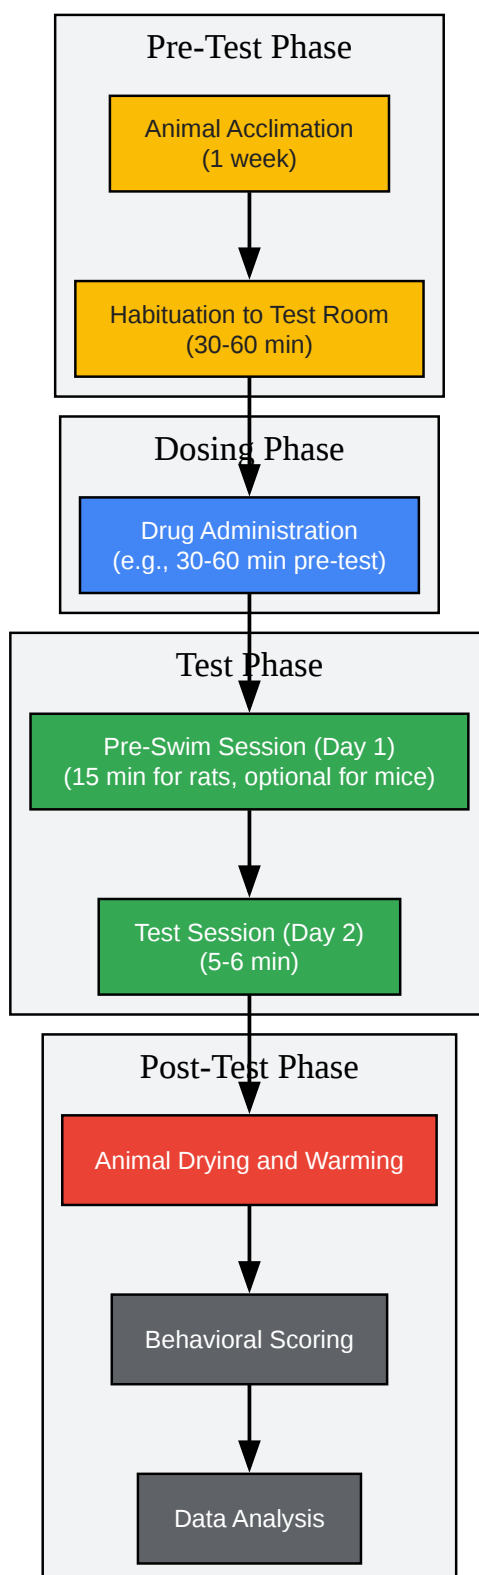 Pre-Test Phase
Animal Acclimation
(1 week)
Habituation to Test Room
(30-60 min)
Dosing Phase
Drug Administration
(e.g., 30-60 min pre-test)
Test Phase
Pre-Swim Session (Day 1)
(15 min for rats, optional for mice)
Test Session (Day 2)
(5-6 min)
Post-Test Phase
Animal Drying and Warming
Behavioral Scoring
Data Analysis